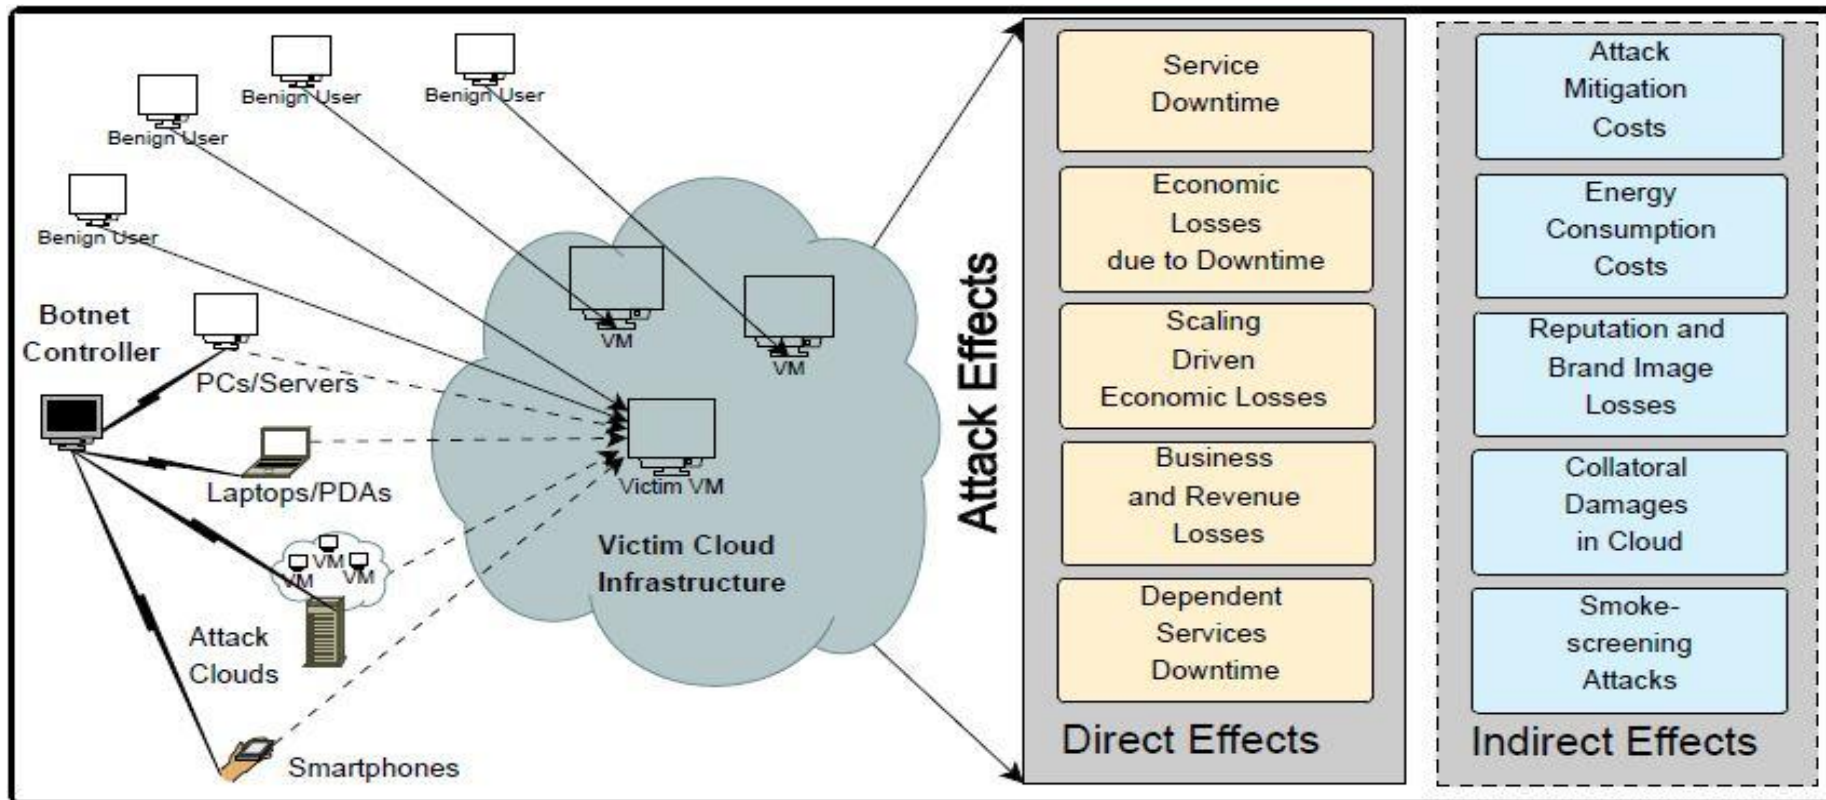 Benign User
Benign User
Benign User
Benign User
Botnet
Controller
PCs/Servers
Laptops/PDAs
VM
VM
VM
Attack
Clouds
Smartphones
VM
VM
Victim VM
Victim Cloud
Infrastructure
Attack Effects
Service
Downtime
Economic
Losses
due to Downtime
Scaling
Driven
Economic Losses
Business
and Revenue
Losses
Dependent
Services
Downtime
Direct Effects
Attack
Mitigation
Costs
Energy
Consumption
Costs
Reputation and
Brand Image
Losses
Collatoral
Damages
in Cloud
Smoke-
screening
Attacks
Indirect Effects